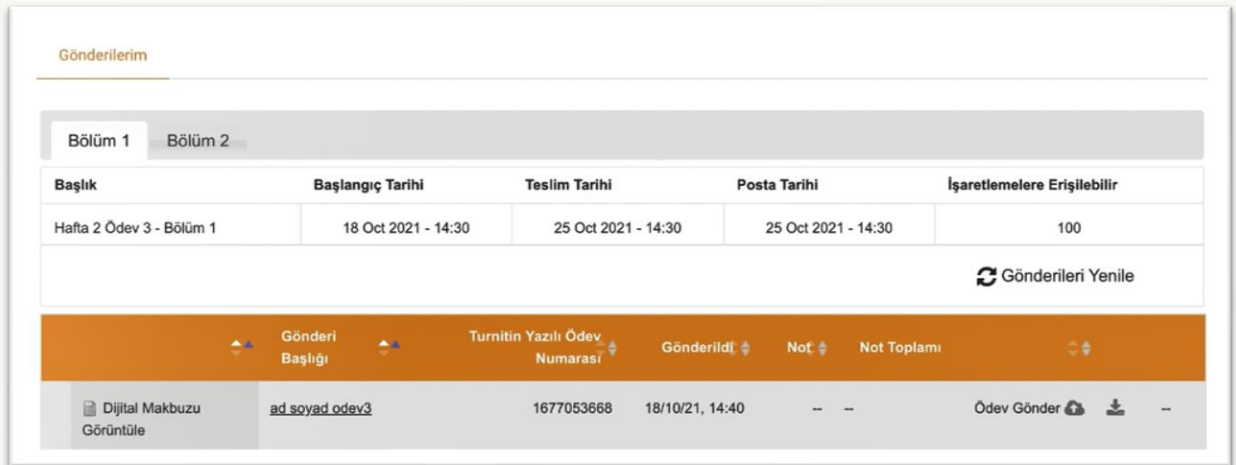 Gönderilerim
Bölüm 1 Bölüm 2
Başlık Başlangıç Tarihi Teslim Tarihi Posta Tarihi İşaretlemelere Erişilebilir
Hafta 2 Ödev 3 - Bölüm 1 18 Oct 2021 - 14:30 25 Oct 2021 - 14:30 25 Oct 2021 - 14:30 100
Gönderileri Yenile
Gönderi Başlığı Turnitin Yazılı Ödev Numarası Gönderildi Not Not Toplamı
Dijital Makbuzu Görüntüle ad soyad odev3 1677053668 18/10/21, 14:40 -- -- Ödev Gönder --